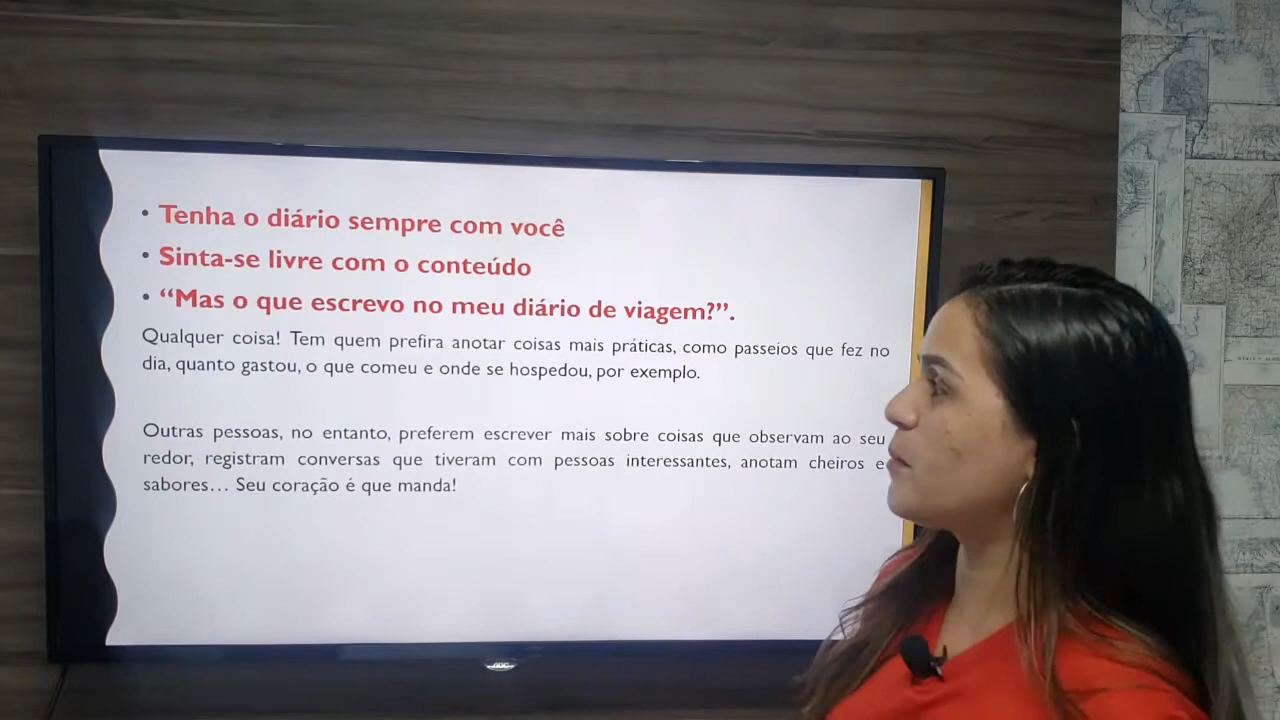 • Tenha o diário sempre com você
• Sinta-se livre com o conteúdo
• “Mas o que escrevo no meu diário de viagem?”.
Qualquer coisa! Tem quem prefira anotar coisas mais práticas, como passeios que fez no
dia, quanto gastou, o que comeu e onde se hospedou, por exemplo.
Outras pessoas, no entanto, preferem escrever mais sobre coisas que observam ao seu
redor, registram conversas que tiveram com pessoas interessantes, anotam cheiros e
sabores… Seu coração é que manda!
AOC